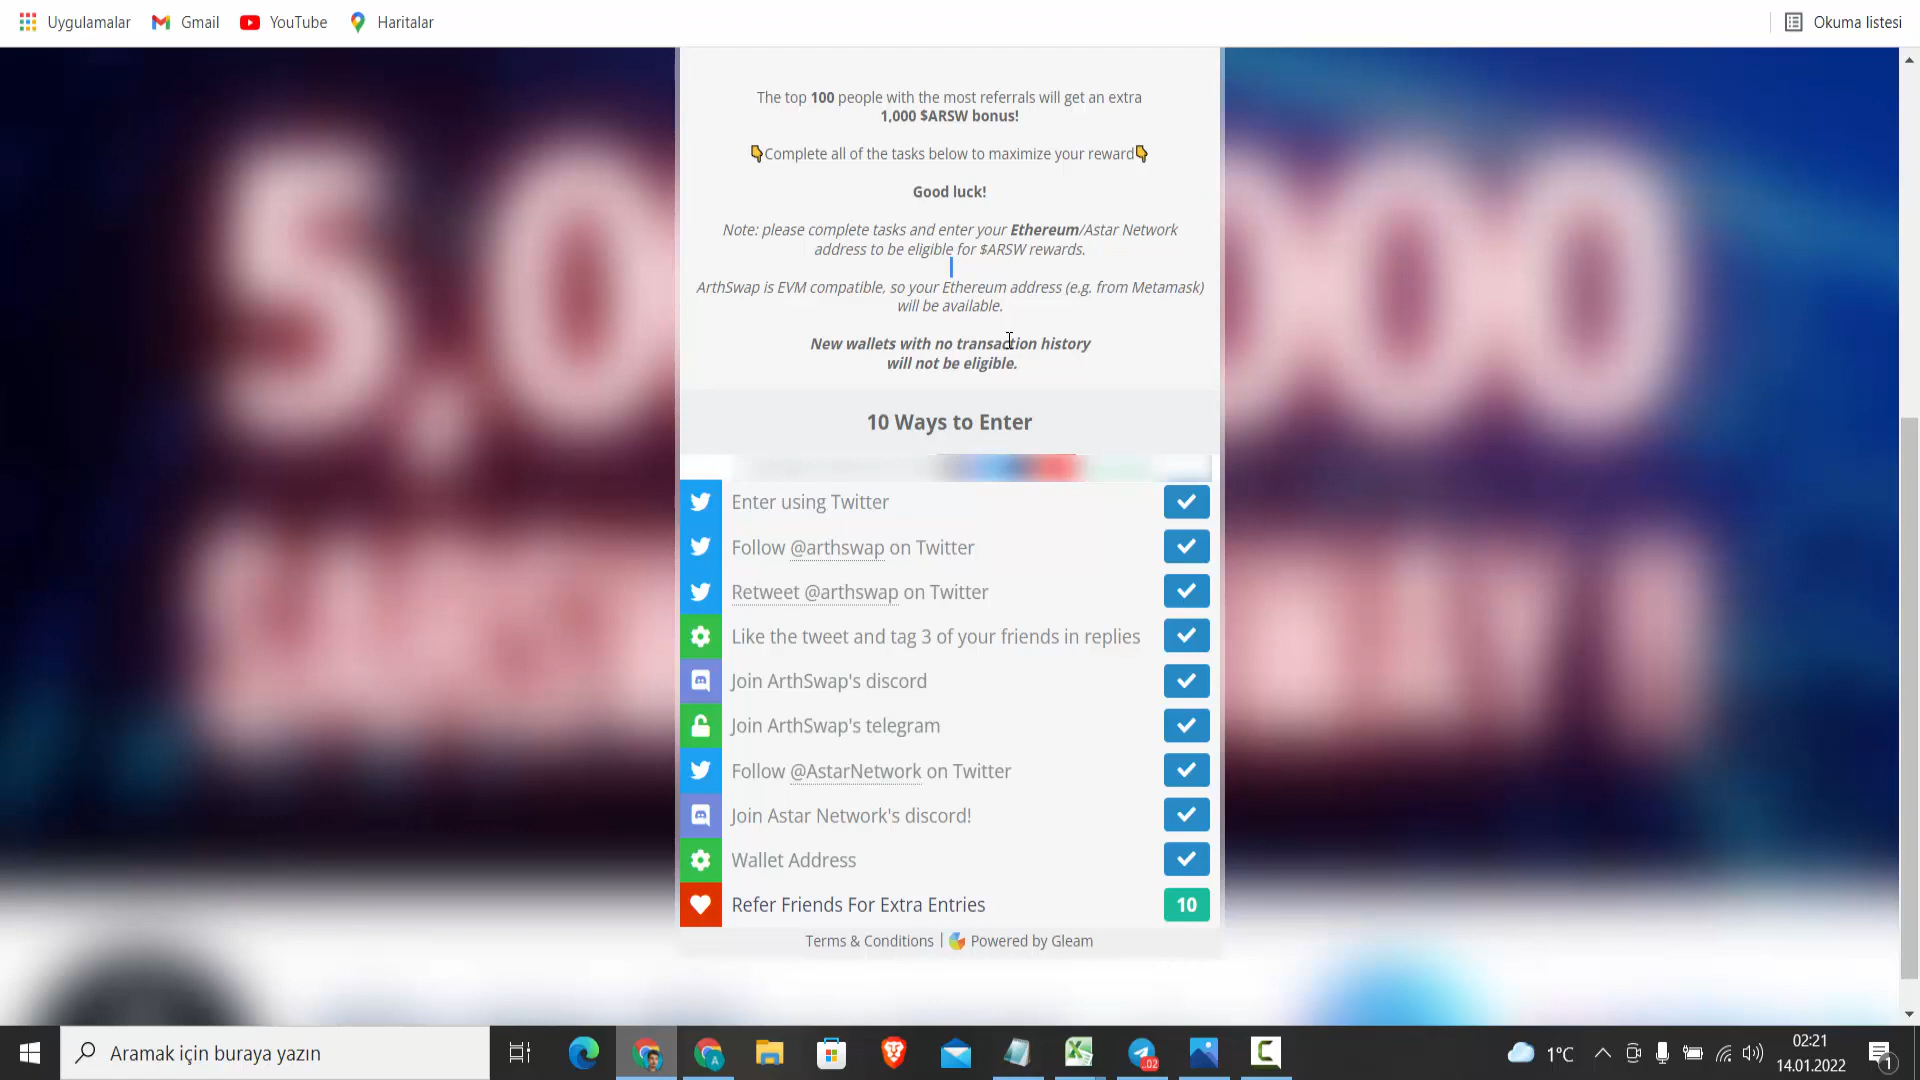 Uygulamalar Gmail YouTube Haritalar Okuma listesi
The top 100 people with the most referrals will get an extra
1,000 $ARSW bonus!
👇Complete all of the tasks below to maximize your reward👇
Good luck!
Note: please complete tasks and enter your Ethereum/Astar Network
address to be eligible for $ARSW rewards.
ArthSwap is EVM compatible, so your Ethereum address (e.g. from Metamask)
will be available.
New wallets with no transaction history
will not be eligible.
10 Ways to Enter
Enter using Twitter
Follow @arthswap on Twitter
Retweet @arthswap on Twitter
Like the tweet and tag 3 of your friends in replies
Join ArthSwap's discord
Join ArthSwap's telegram
Follow @AstarNetwork on Twitter
Join Astar Network's discord!
Wallet Address
Refer Friends For Extra Entries 10
Terms & Conditions | Powered by Gleam
Aramak için buraya yazın
A
..02
1°C
02:21
14.01.2022
1